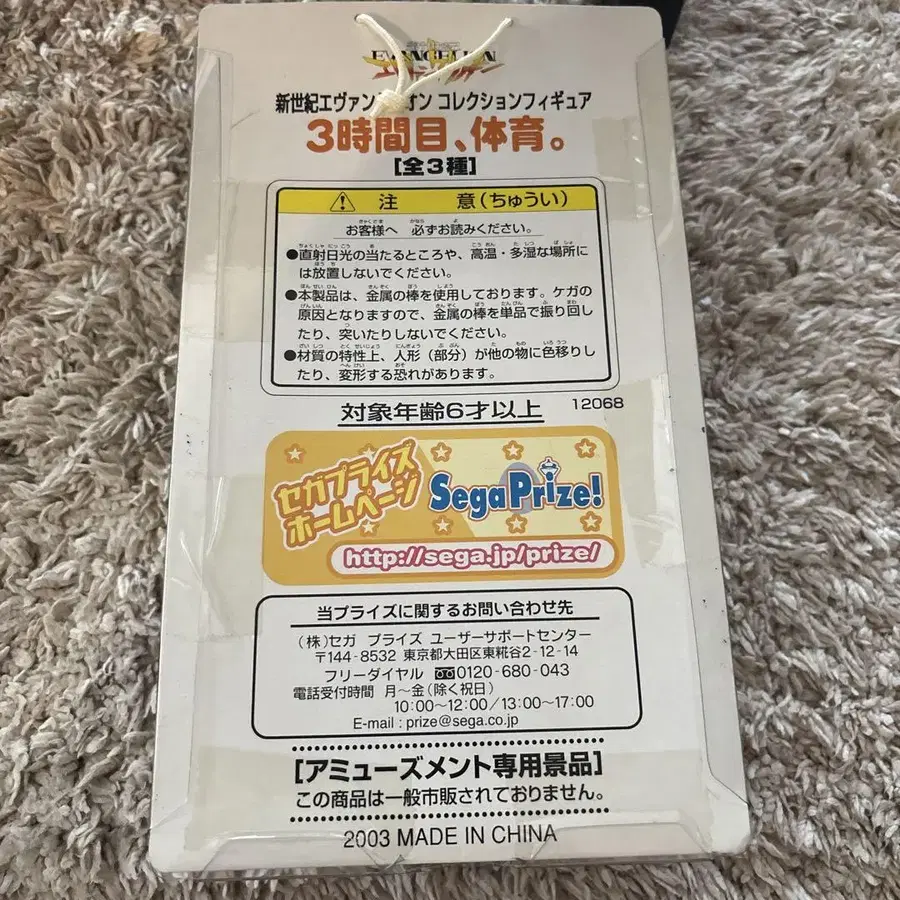 EVANGELION
新世紀エヴァン オン コレクションフィギュア
3時間目、体育。
[全3種]
注 意(ちゅうい)
お客様へ 必ずお読みください。
●直射日光の当たるところや、高温・多湿な場所に
は放置しないでください。
●本製品は、金属の棒を使用しております。ケガの
原因となりますので、金属の棒を単品で振り回し
たり、突いたりしないでください。
●材質の特性上、人形(部分)が他の物に色移りし
たり、変形する恐れがあります。
対象年齢6才以上 12068
セガプライズ
ホームページ
SegaPrize!
http://sega.jp/prize/
当プライズに関するお問い合わせ先
(株)セガ プライズ ユーザーサポートセンター
〒144-8532 東京都大田区東糀谷2-12-14
フリーダイヤル 0120-680-043
電話受付時間 月~金(除く祝日)
10:00~12:00/13:00~17:00
E-mail:prize@sega.co.jp
[アミューズメント専用景品]
この商品は一般市販されておりません。
2003 MADE IN CHINA